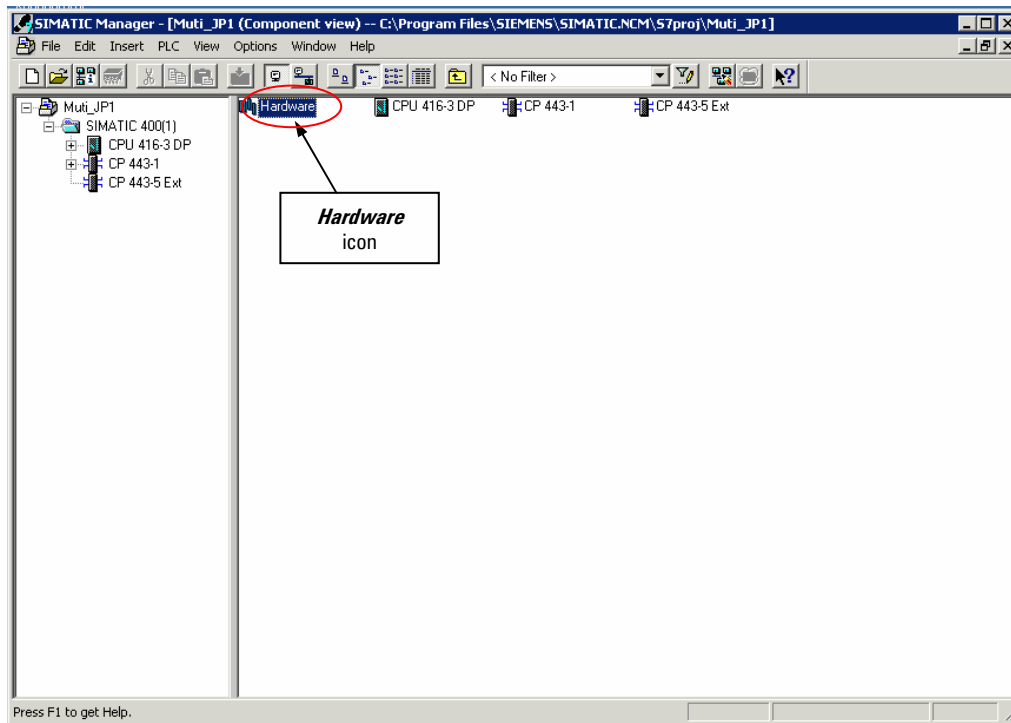 SIMATIC Manager - [Muti_JP1 (Component view) -- C:\Program Files\SIEMENS\SIMATIC.NCM\S7proj\Muti_JP1]
File Edit Insert PLC View Options Window Help
< No Filter >
Muti_JP1
SIMATIC 400(1)
CPU 416-3 DP
CP 443-1
CP 443-5 Ext
Hardware
CPU 416-3 DP
CP 443-1
CP 443-5 Ext
Hardware
icon
Press F1 to get Help.